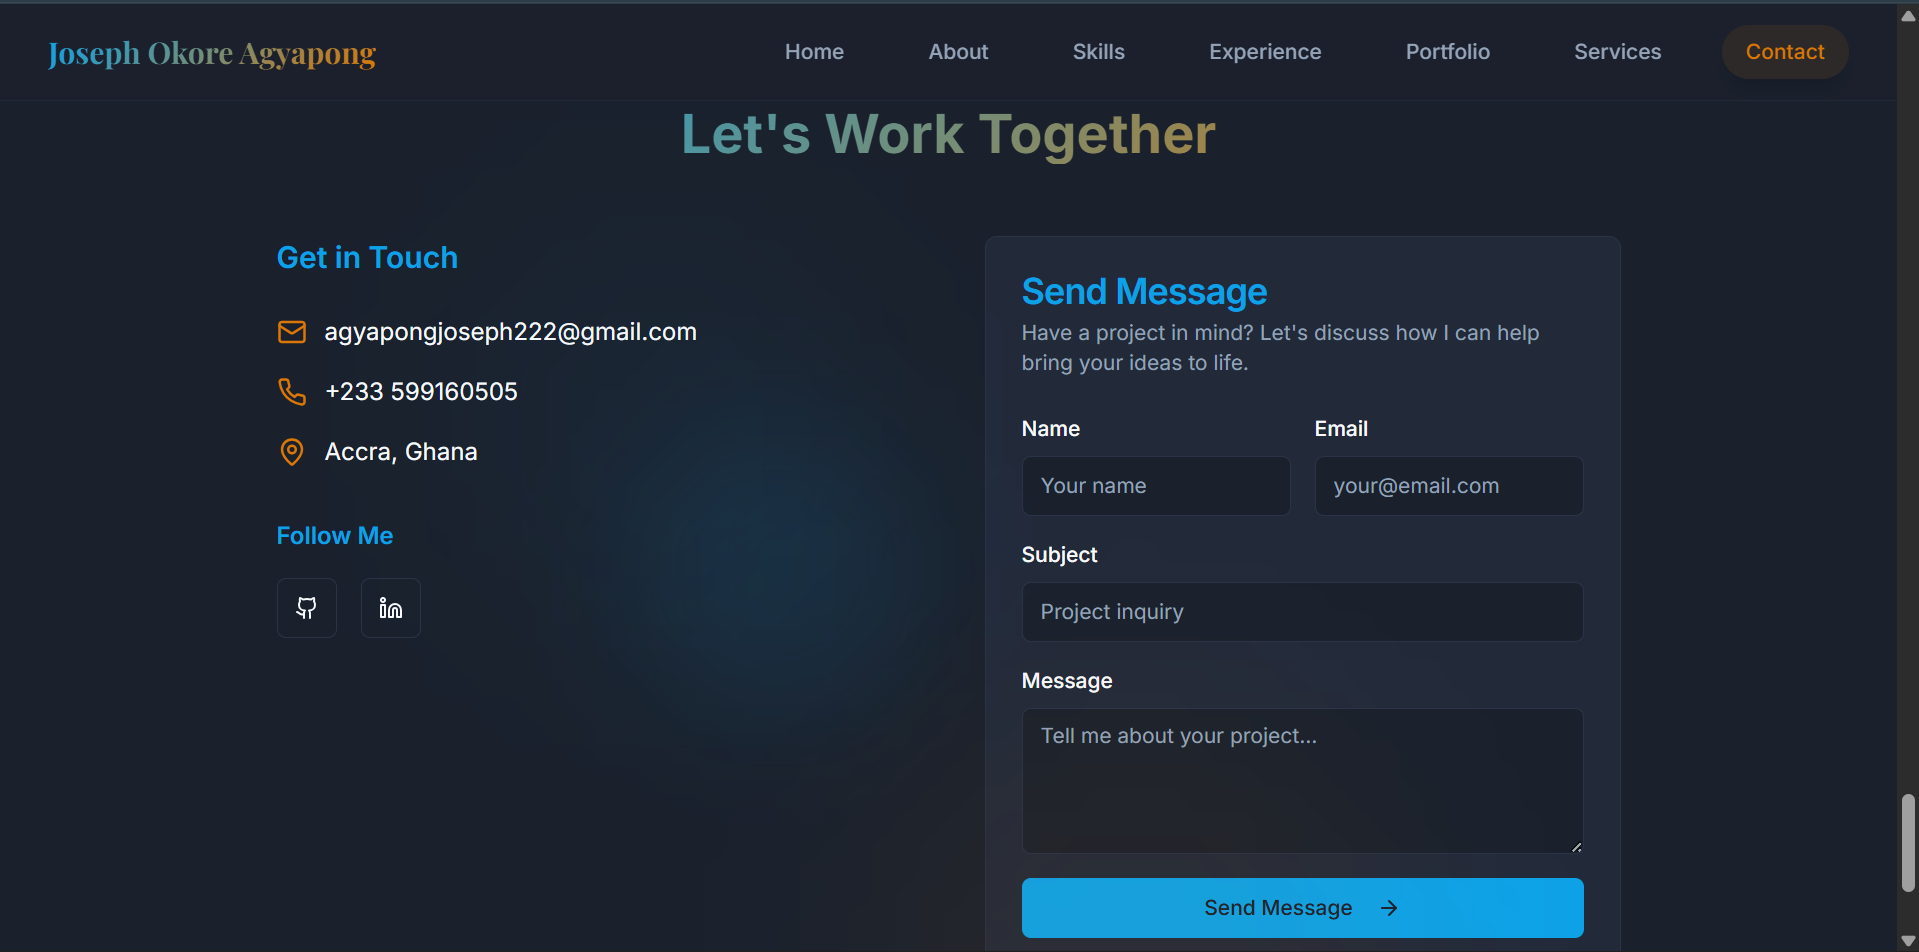 Joseph Okore Agyapong
Home
About
Skills
Experience
Portfolio
Services
Contact
Let's Work Together
Get in Touch
agyapongjoseph222@gmail.com
+233 599160505
Accra, Ghana
Follow Me
in
Send Message
Have a project in mind? Let's discuss how I can help
bring your ideas to life.
Name
Email
Your name
your@email.com
Subject
Project inquiry
Message
Tell me about your project...
Send Message